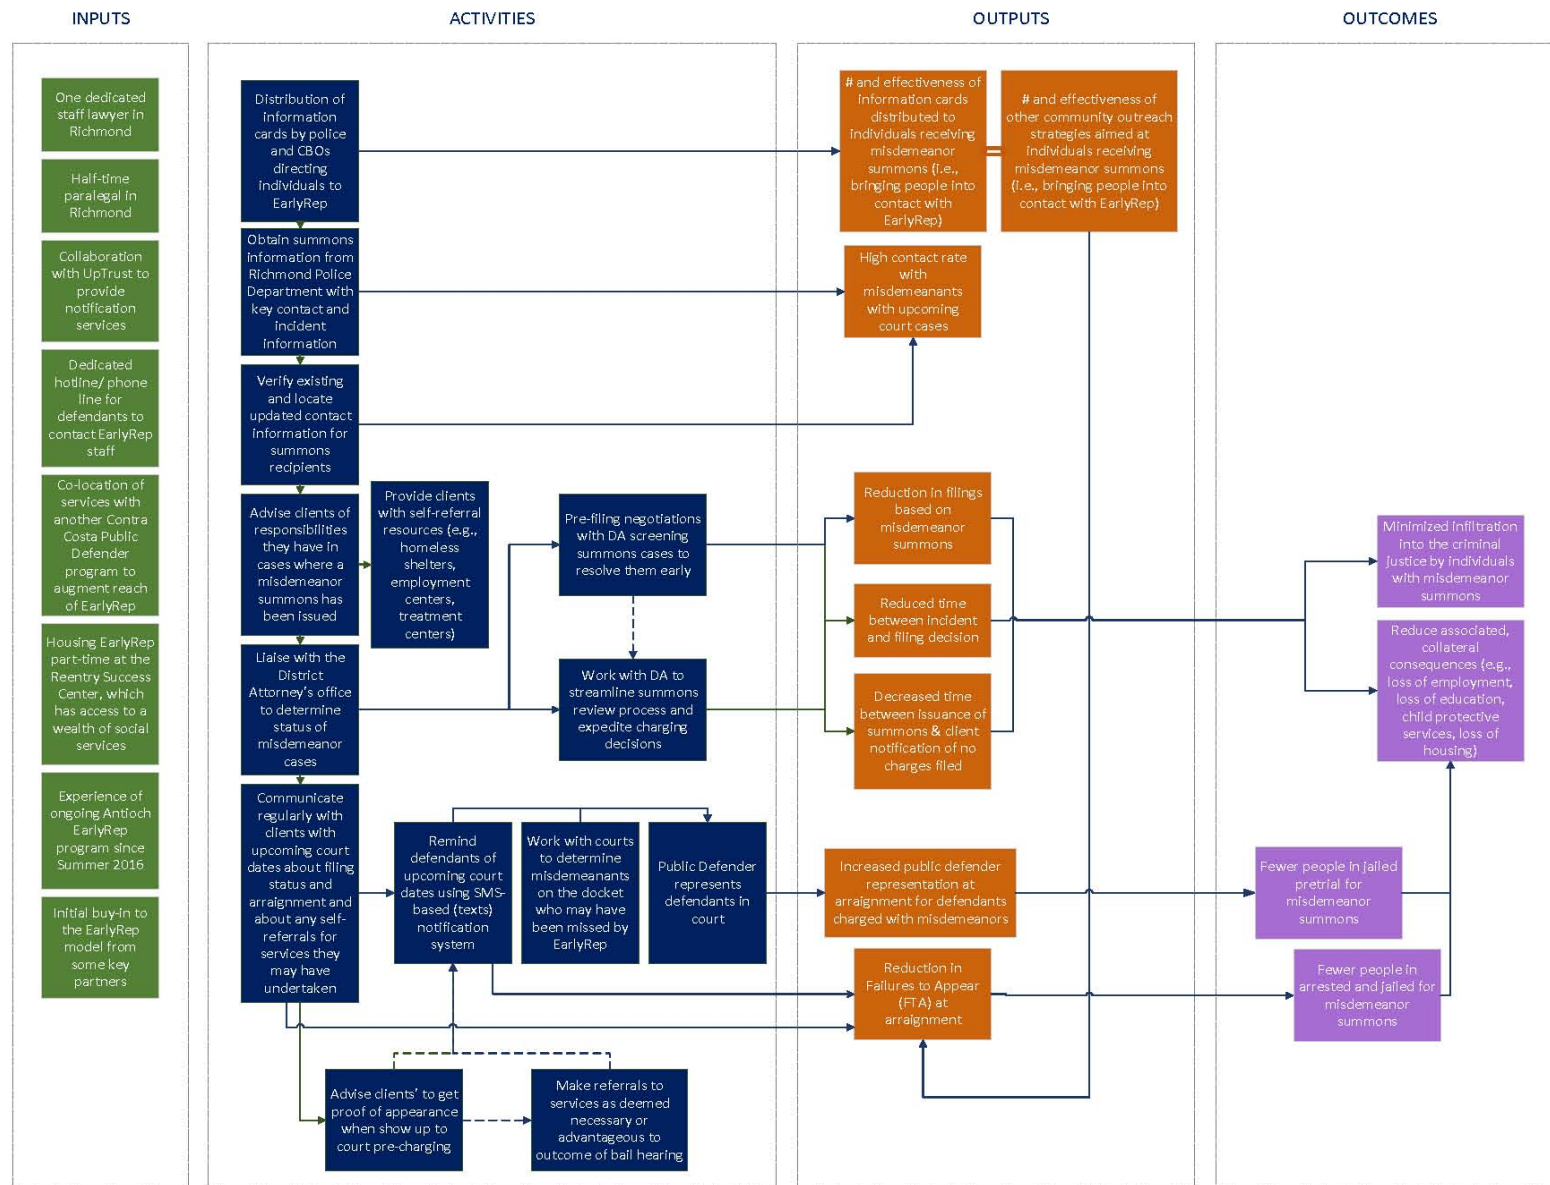 INPUTS
ACTIVITIES
OUTPUTS
OUTCOMES
One dedicated
staff lawyer in
Richmond
Half-time
paralegal in
Richmond
Collaboration
with UpTrust to
provide
notification
services
Dedicated
hotline/ phone
line for
defendants to
contact EarlyRep
staff
Co-location of
services with
another Contra
Costa Public
Defender
program to
augment reach
of EarlyRep
Housing EarlyRep
part-time at the
Reentry Success
Center, which
has access to a
wealth of social
services
Experience of
ongoing Antioch
EarlyRep
program since
Summer 2016
Initial buy-in to
the EarlyRep
model from
some key
partners
Distribution of
information
cards by police
and CBOs
directing
individuals to
EarlyRep
Obtain summons
information from
Richmond Police
Department with
key contact and
incident
information
Verify existing
and locate
updated contact
information for
summons
recipients
Advise clients of
responsibilities
they have in
cases where a
misdemeanor
summons has
been issued
Provide clients
with self-referral
resources (e.g.,
homeless
shelters,
employment
centers,
treatment
centers)
Pre-filing negotiations
with DA screening
summons cases to
resolve them early
Liaise with the
District
Attorney's office
to determine
status of
misdemeanor
cases
Work with DA to
streamline summons
review process and
expedite charging
decisions
Communicate
regularly with
clients with
upcoming court
dates about filing
status and
arraignment and
about any self-
referrals for
services they
may have
undertaken
Remind
defendants of
upcoming court
dates using SMS-
based (texts)
notification
system
Work with courts
to determine
misdemeanants
on the docket
who may have
been missed by
EarlyRep
Public Defender
represents
defendants in
court
Advise clients' to get
proof of appearance
when show up to
court pre-charging
Make referrals to
services as deemed
necessary or
advantageous to
outcome of bail hearing
# and effectiveness of
information cards
distributed to
individuals receiving
misdemeanor
summons (i.e.,
bringing people into
contact with
EarlyRep)
# and effectiveness of
other community outreach
strategies aimed at
individuals receiving
misdemeanor summons
(i.e., bringing people into
contact with EarlyRep)
High contact rate
with
misdemeanants
with upcoming
court cases
Reduction in filings
based on
misdemeanor
summons
Reduced time
between incident
and filing decision
Decreased time
between issuance of
summons & client
notification of no
charges filed
Increased public defender
representation at
arraignment for defendants
charged with misdemeanors
Reduction in
Failures to Appear
(FTA) at
arraignment
Minimized infiltration
into the criminal
justice by individuals
with misdemeanor
summons
Reduce associated,
collateral
consequences (e.g.,
loss of employment,
loss of education,
child protective
services, loss of
housing)
Fewer people in jailed
pretrial for
misdemeanor
summons
Fewer people in
arrested and jailed for
misdemeanor
summons